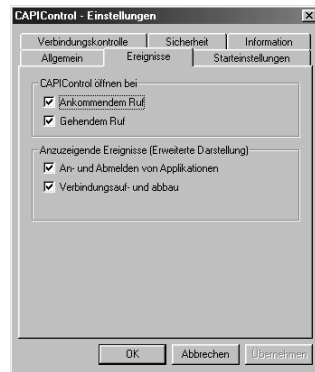 CAPIControl - Einstellungen
Verbindungskontrolle Sicherheit Information
Allgemein Ereignisse Starteinstellungen
CAPIControl öffnen bei
Ankommendem Ruf
Gehendem Ruf
Anzuzeigende Ereignisse (Erweiterte Darstellung)
An- und Abmelden von Applikationen
Verbindungsauf- und abbau
OK Abbrechen Übernehmen